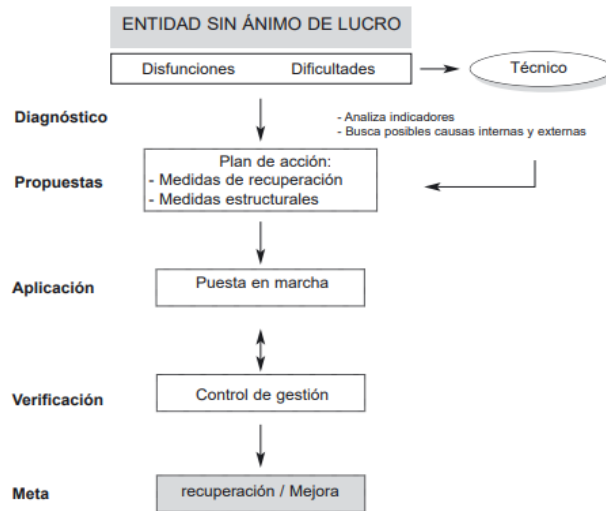 ENTIDAD SIN ÁNIMO DE LUCRO
Disfunciones Dificultades
Técnico
Diagnóstico
- Analiza indicadores
- Busca posibles causas internas y externas
Propuestas
Plan de acción:
- Medidas de recuperación
- Medidas estructurales
Aplicación
Puesta en marcha
Verificación
Control de gestión
Meta
recuperación / Mejora